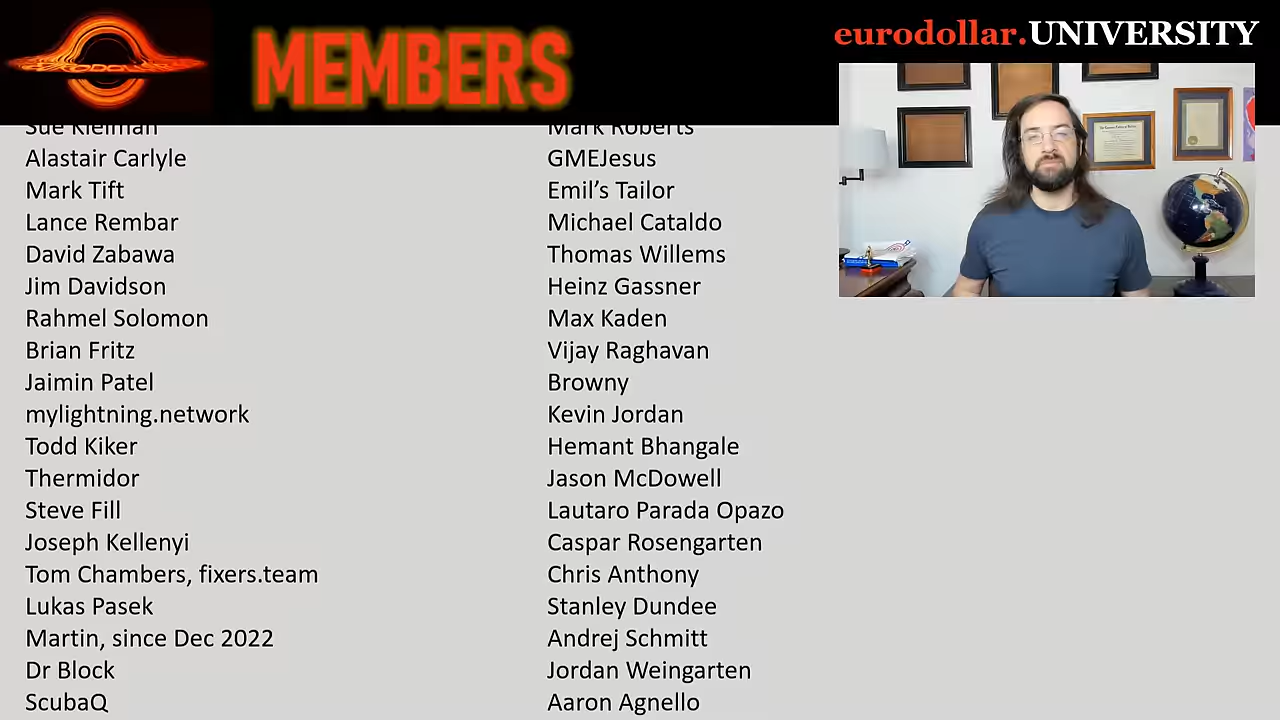 MEMBERS
eurodollar.UNIVERSITY
Sue Kleiman
Alastair Carlyle
Mark Tift
Lance Rembar
David Zabawa
Jim Davidson
Rahmel Solomon
Brian Fritz
Jaimin Patel
mylightning.network
Todd Kiker
Thermidor
Steve Fill
Joseph Kellenyi
Tom Chambers, fixers.team
Lukas Pasek
Martin, since Dec 2022
Dr Block
ScubaQ
Mark Roberts
GMEJesus
Emil’s Tailor
Michael Cataldo
Thomas Willems
Heinz Gassner
Max Kaden
Vijay Raghavan
Browny
Kevin Jordan
Hemant Bhangale
Jason McDowell
Lautaro Parada Opazo
Caspar Rosengarten
Chris Anthony
Stanley Dundee
Andrej Schmitt
Jordan Weingarten
Aaron Agnello